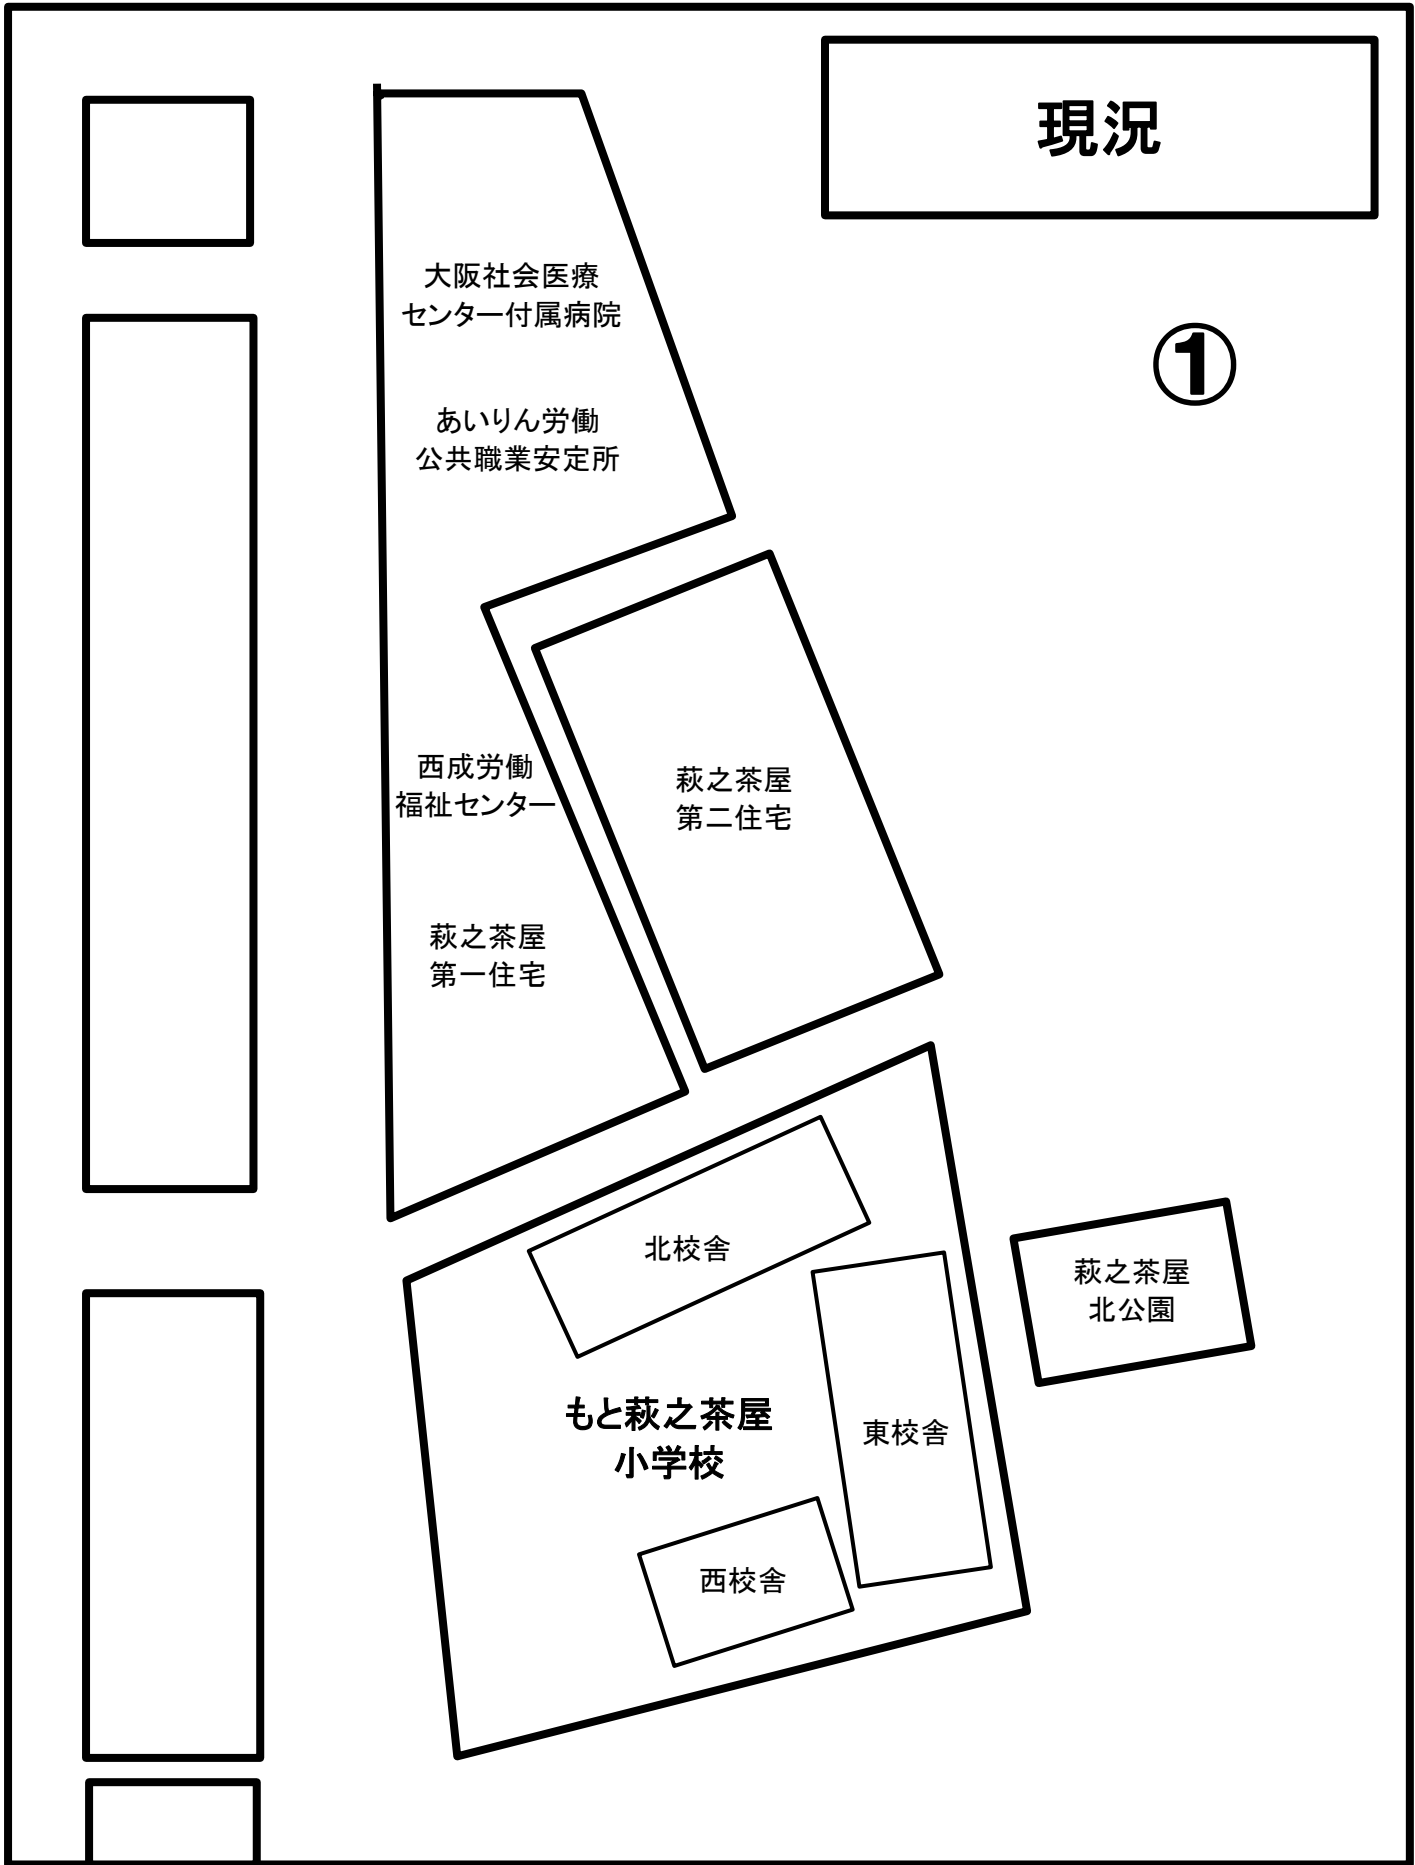 現況
①
大阪社会医療
センター付属病院
あいりん労働
公共職業安定所
西成労働
福祉センター
萩之茶屋
第一住宅
萩之茶屋
第二住宅
北校舎
もと萩之茶屋
小学校
東校舎
西校舎
萩之茶屋
北公園